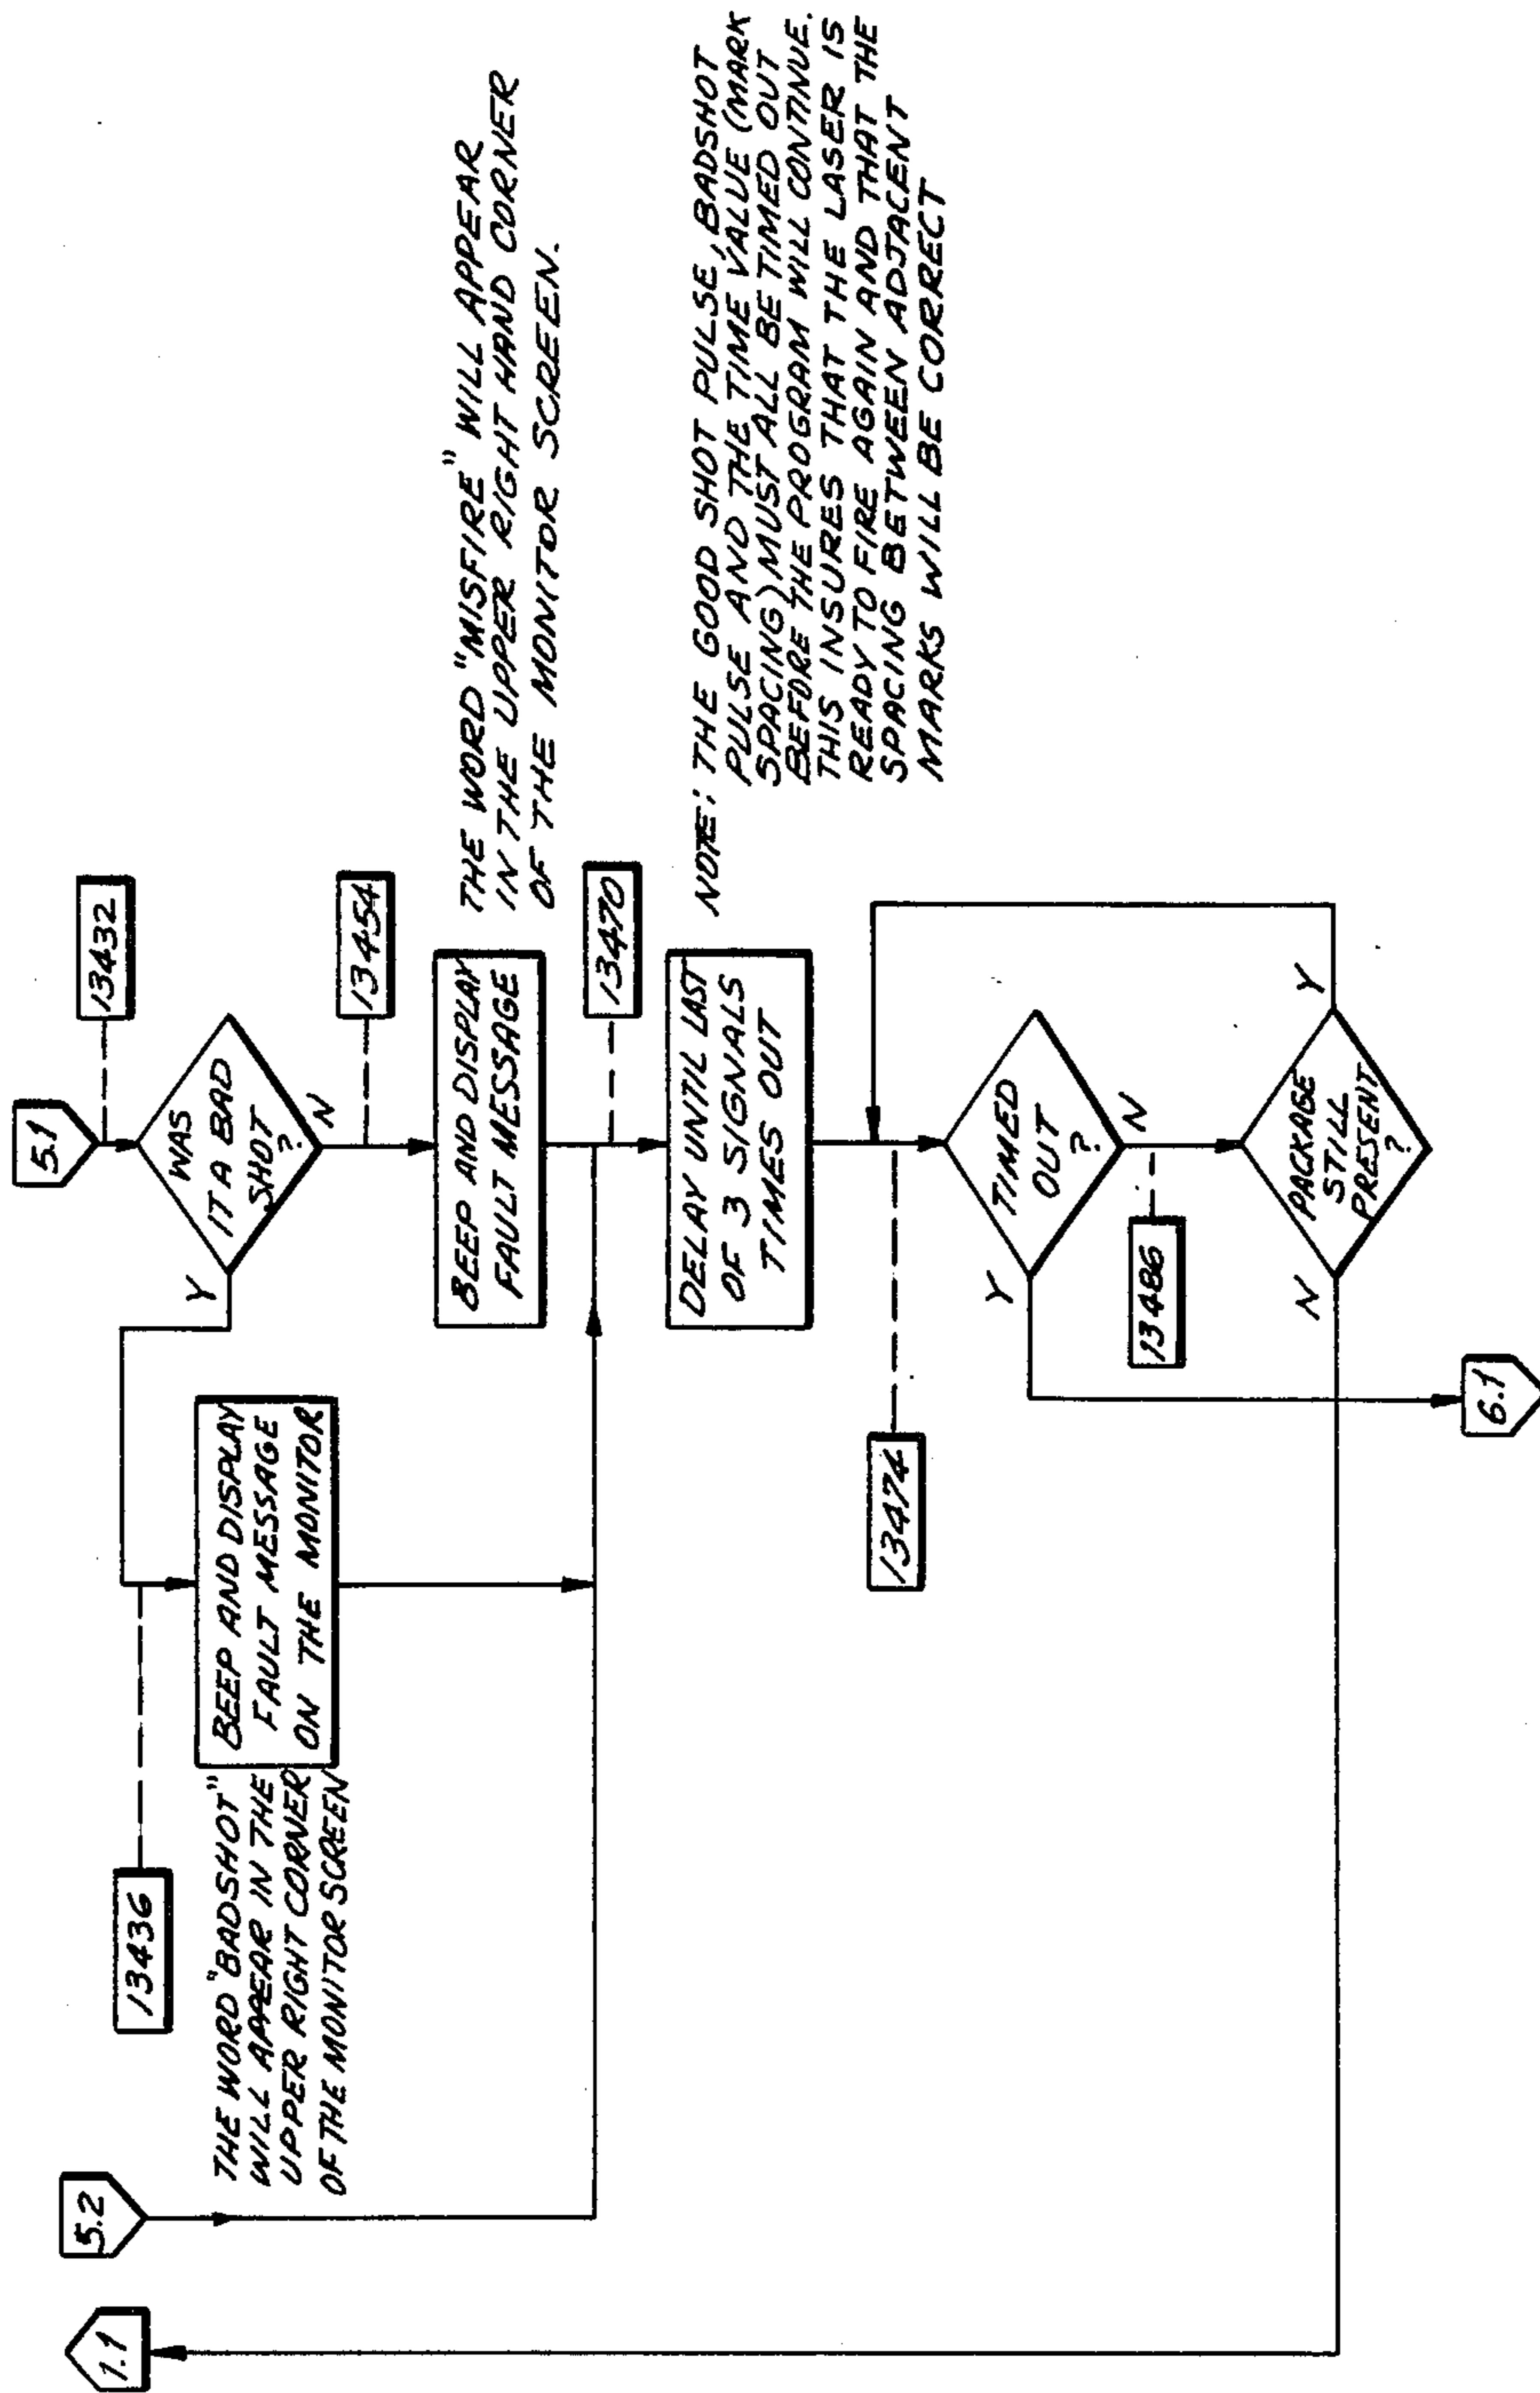 1.1
5.2
5.1
13432
13436
WAS
IT A BAD
SHOT
?
Y
N
13454
THE WORD "BADSHOT"
WILL APPEAR IN THE
UPPER RIGHT CORNER
OF THE MONITOR SCREEN
BEEP AND DISPLAY
FAULT MESSAGE
ON THE MONITOR
BEEP AND DISPLAY
FAULT MESSAGE
THE WORD "MISFIRE" WILL APPEAR
IN THE UPPER RIGHT HAND CORNER
OF THE MONITOR SCREEN.
13470
DELAY UNTIL LAST
OF 3 SIGNALS
TIMES OUT
NOTE: THE GOOD SHOT PULSE, BADSHOT
PULSE AND THE TIME VALUE (MARK
SPACING) MUST ALL BE TIMED OUT
BEFORE THE PROGRAM WILL CONTINUE.
THIS INSURES THAT THE LASER IS
READY TO FIRE AGAIN AND THAT THE
SPACING BETWEEN ADJACENT
MARKS WILL BE CORRECT
13474
TIMED
OUT
?
Y
N
13486
PACKAGE
STILL
PRESENT
?
N
Y
6.1